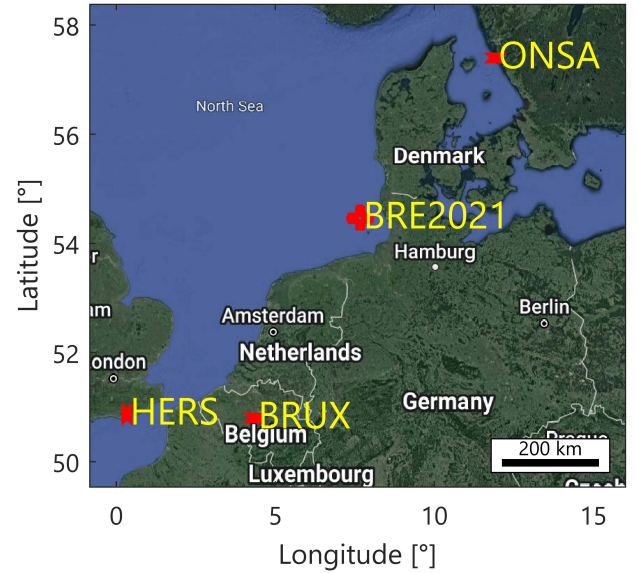 58
56
54
52
50
0
5
10
15
Latitude [°]
Longitude [°]
ONSA
North Sea
Denmark
BRE2021
Hamburg
r
m
Amsterdam
Berlin
Netherlands
ondon
HERS
BRUX
Germany
Belgium
Luxembourg
200 km